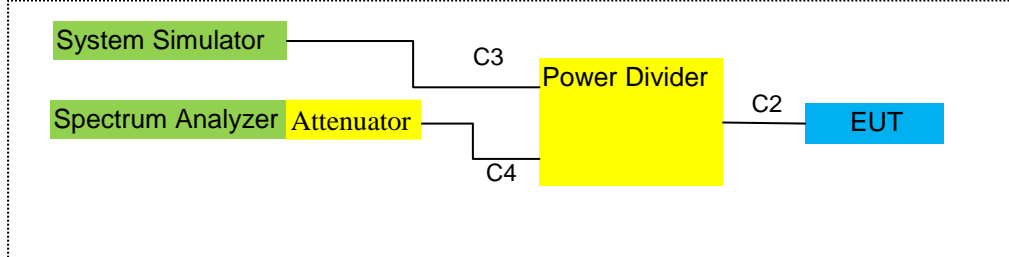 System Simulator
C3
Power Divider
Spectrum Analyzer
Attenuator
C2
EUT
C4